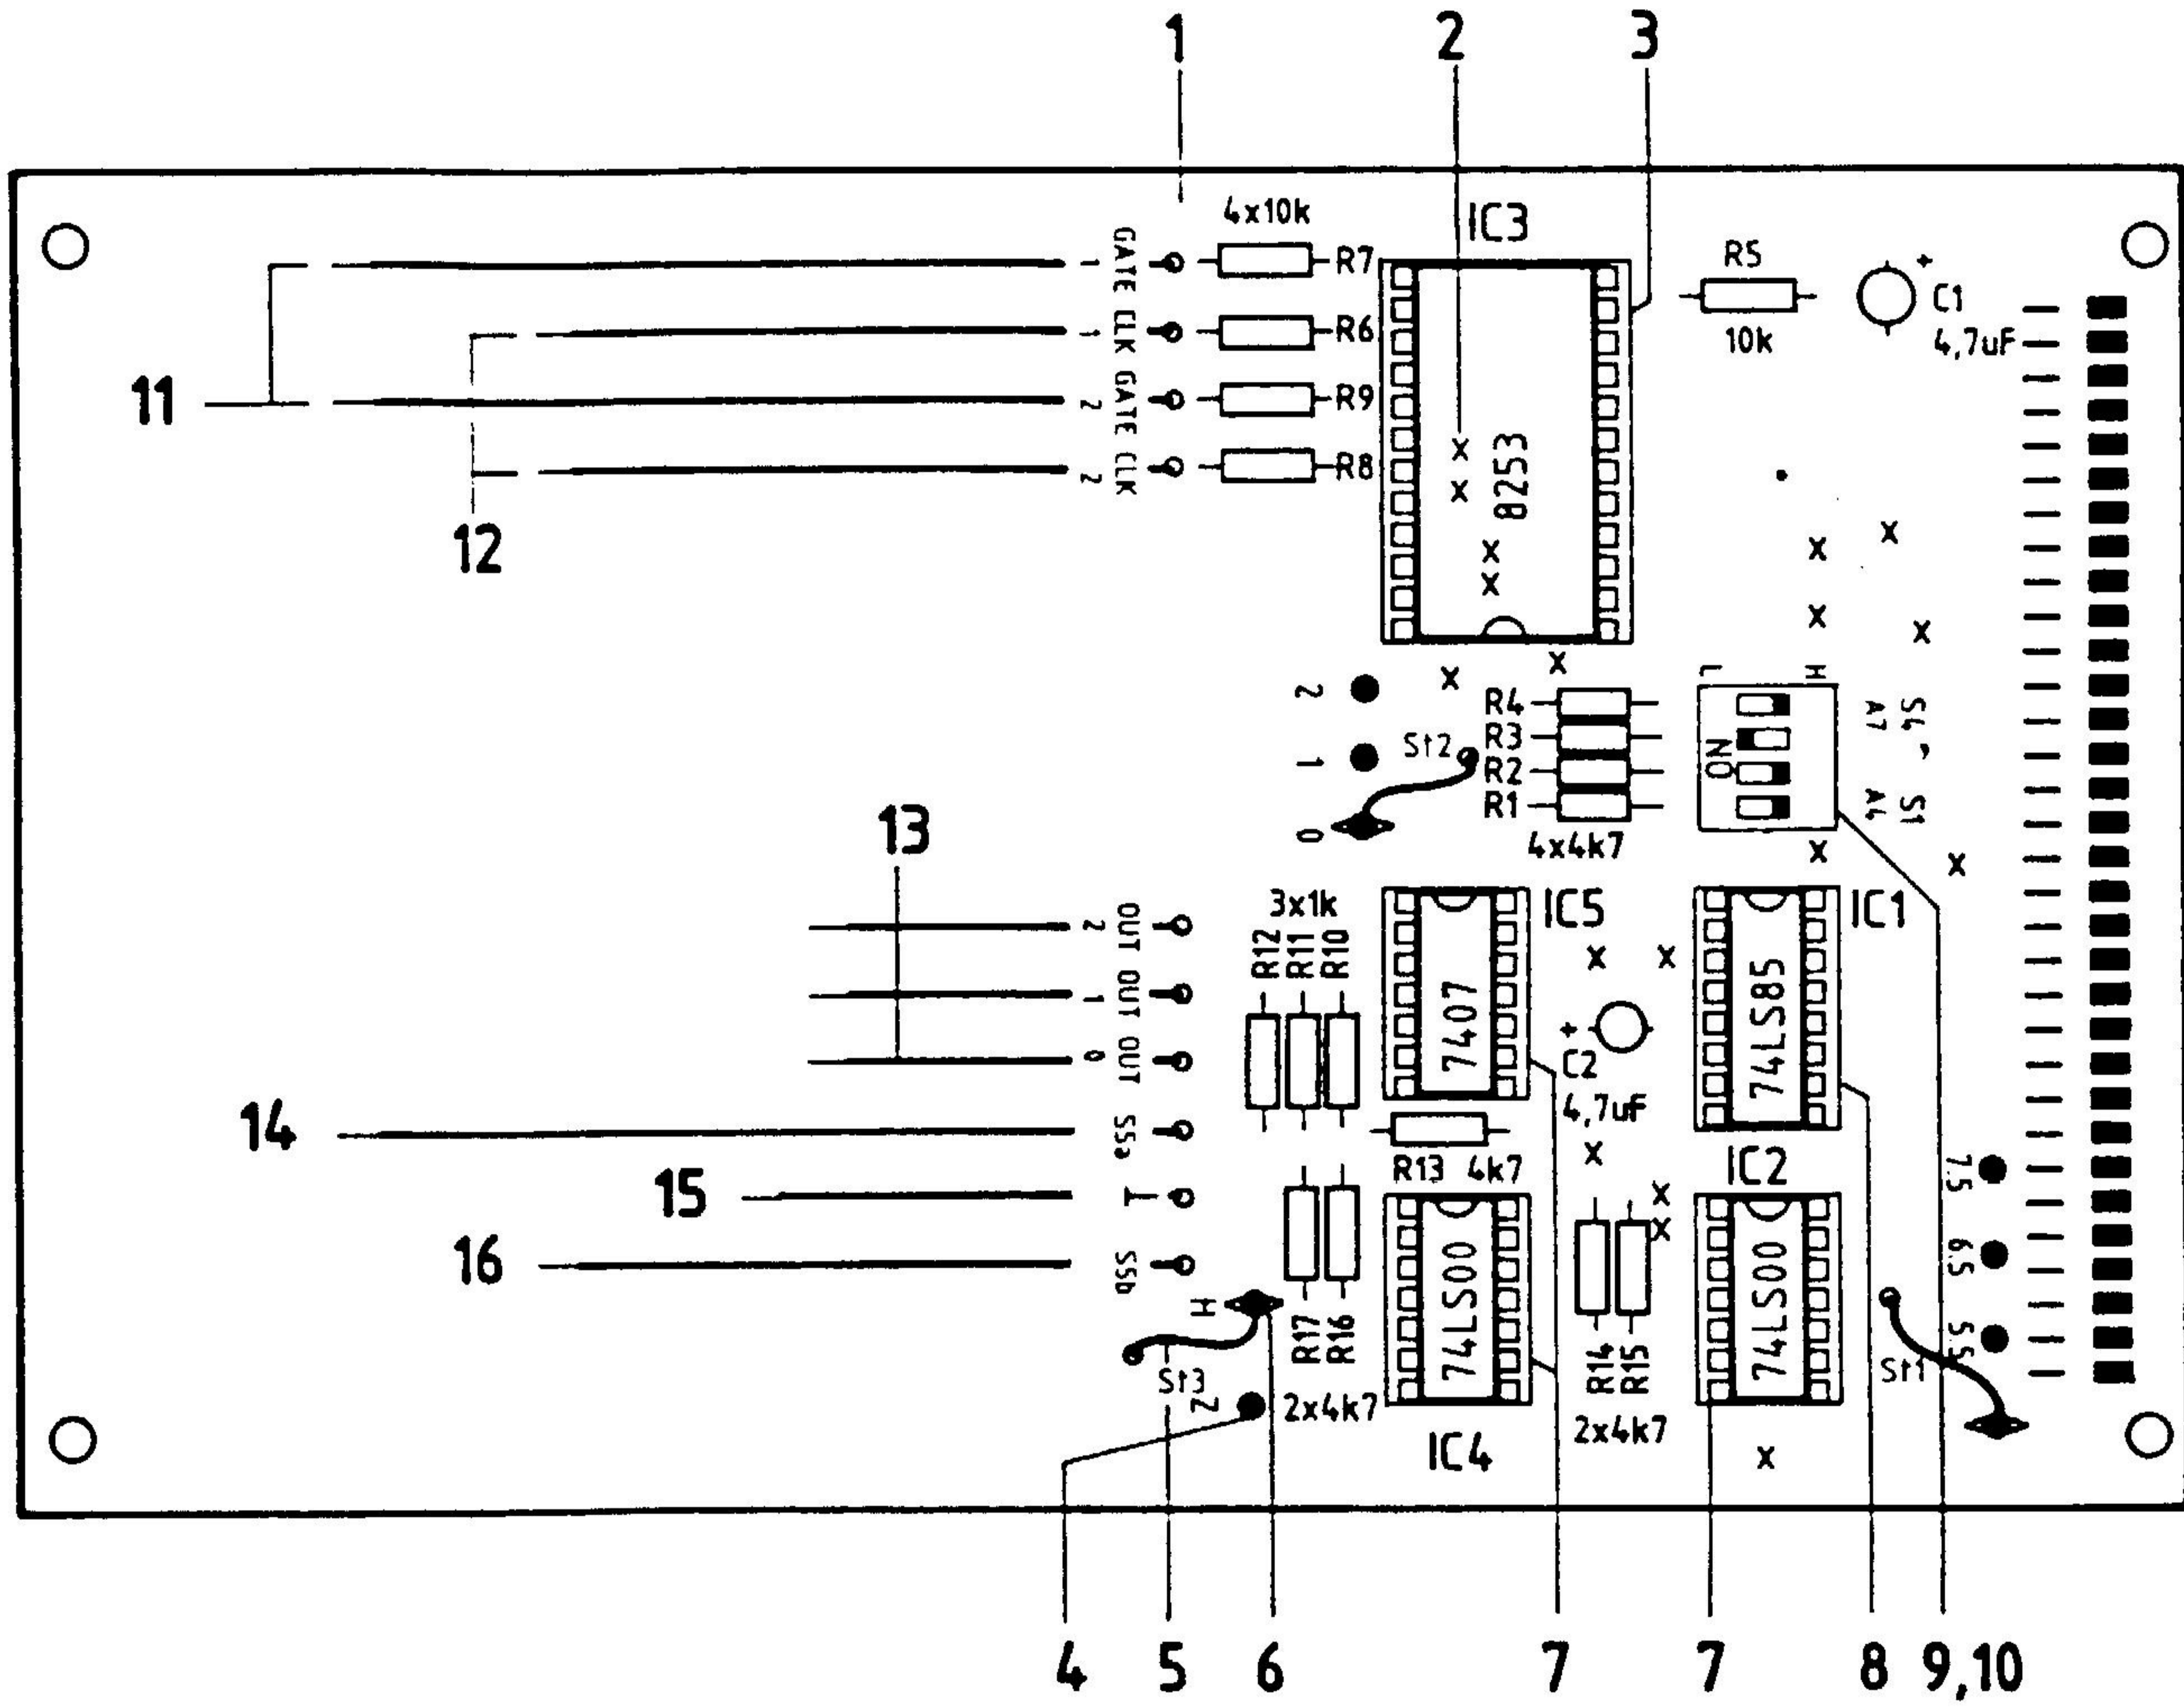 1 2 3
4x10k IC3
GATE 1 R7 R5 C1
+
CLK 1 R6 10k 4,7uF
11 GATE 2 R9
CLK 2 R8 8253
12
x
x
x x
x
x
x
x
x
x x
L H
2 R4 S4 A7
1 St2 R3 ON
R2
0 R1 A4 S1
4x4k7
x
x
13
3x1k IC5 IC1
R12 R11 R10
OUT 2 x x
OUT 1 7407 74LS85
+
OUT 0 C2
4,7uF
14 SSa x
R13 4k7 IC2
7.5
15 ⊥ x
x
16 SSb 6.5
H 74LS00 74LS00
R17 R16 R14 R15 5.5
St3 St1
Z 2x4k7 2x4k7
IC4 x
4 5 6 7 7 8 9,10